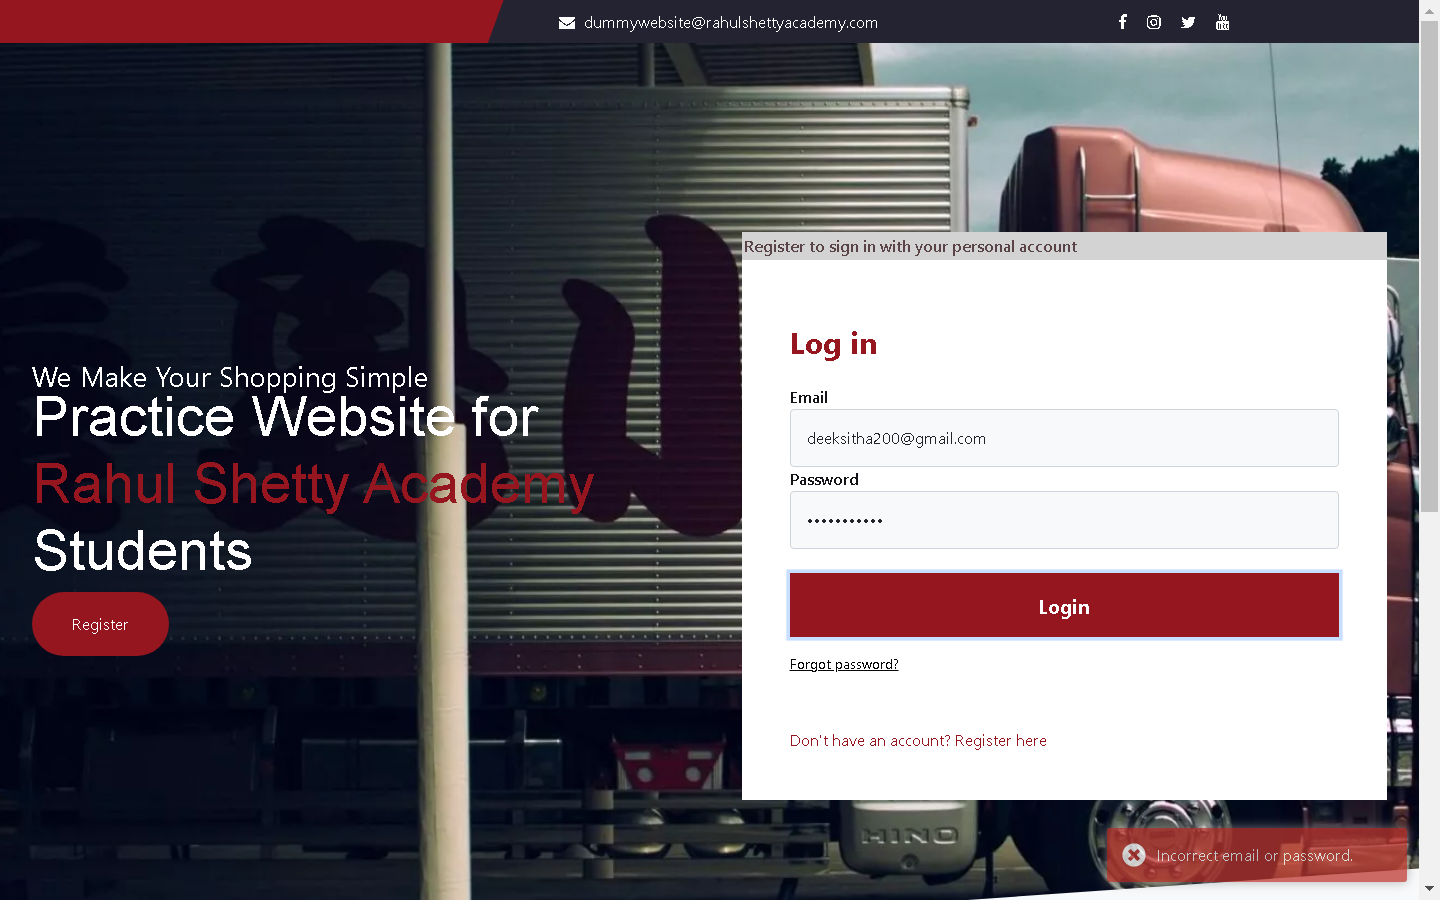 dummywebsite@rahulshettyacademy.com
Register to sign in with your personal account
We Make Your Shopping Simple
Practice Website for
Rahul Shetty Academy
Students
Register
Log in
Email
deeksitha200@gmail.com
Password
•••••••••••
Login
Forgot password?
Don't have an account? Register here
HINO
Incorrect email or password.